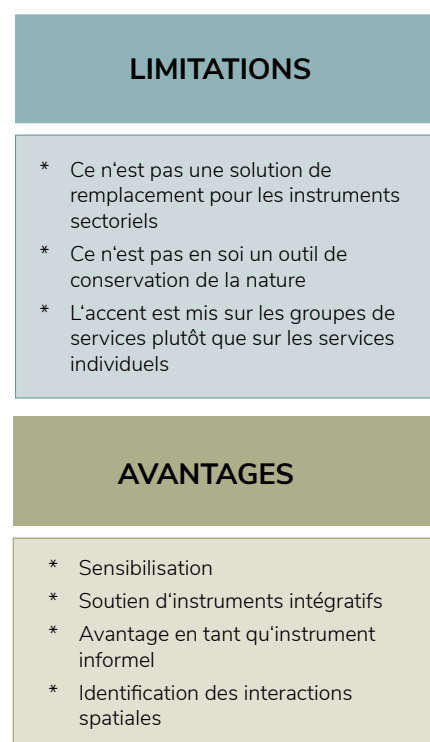 LIMITATIONS
* Ce n‘est pas une solution de
remplacement pour les instruments
sectoriels
* Ce n‘est pas en soi un outil de
conservation de la nature
* L‘accent est mis sur les groupes de
services plutôt que sur les services
individuels
AVANTAGES
* Sensibilisation
* Soutien d‘instruments intégratifs
* Avantage en tant qu‘instrument
informel
* Identification des interactions
spatiales